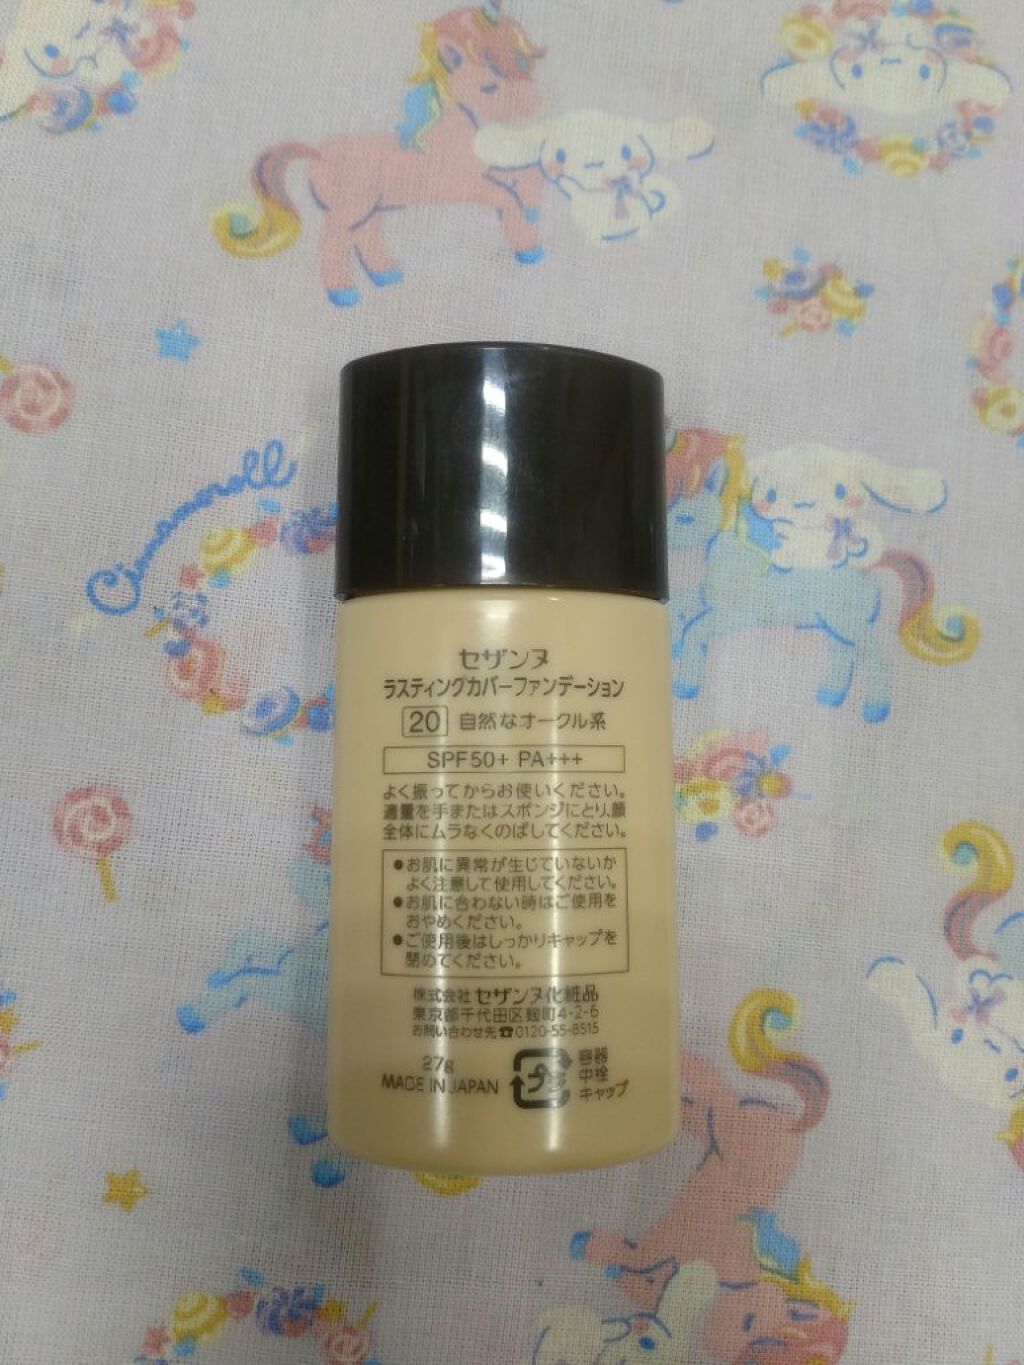 Cinnamoroll
セザンヌ
ラスティングカバーファンデーション
20 自然なオークル系
SPF50+ PA+++
よく振ってからお使いください。
適量を手またはスポンジにとり、顔
全体にムラなくのばしてください。
●お肌に異常が生じていないか
よく注意して使用してください。
●お肌に合わない時はご使用を
おやめください。
●ご使用後はしっかりキャップを
閉めてください。
株式会社 セザンヌ化粧品
東京都千代田区麹町4-2-6
お問い合わせ先☎0120-55-8515
27g
MADE IN JAPAN
プラ
容器
中栓
キャップ